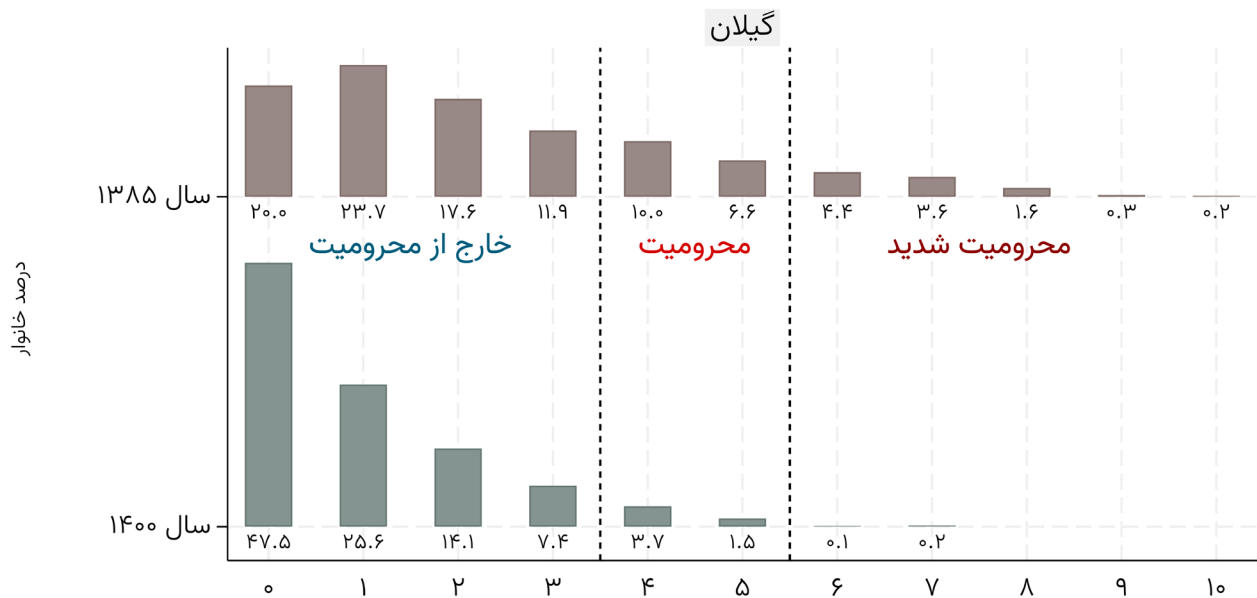 گیلان
سال ۱۳۸۵
۲۰.۰ ۲۳.۷ ۱۷.۶ ۱۱.۹ ۱۰.۰ ۶.۶ ۴.۴ ۳.۶ ۱.۶ ۰.۳ ۰.۲
خارج از محرومیت محرومیت محرومیت شدید
درصد خانوار
سال ۱۴۰۰
۴۷.۵ ۲۵.۶ ۱۴.۱ ۷.۴ ۳.۷ ۱.۵ ۰.۱ ۰.۲
۰ ۱ ۲ ۳ ۴ ۵ ۶ ۷ ۸ ۹ ۱۰